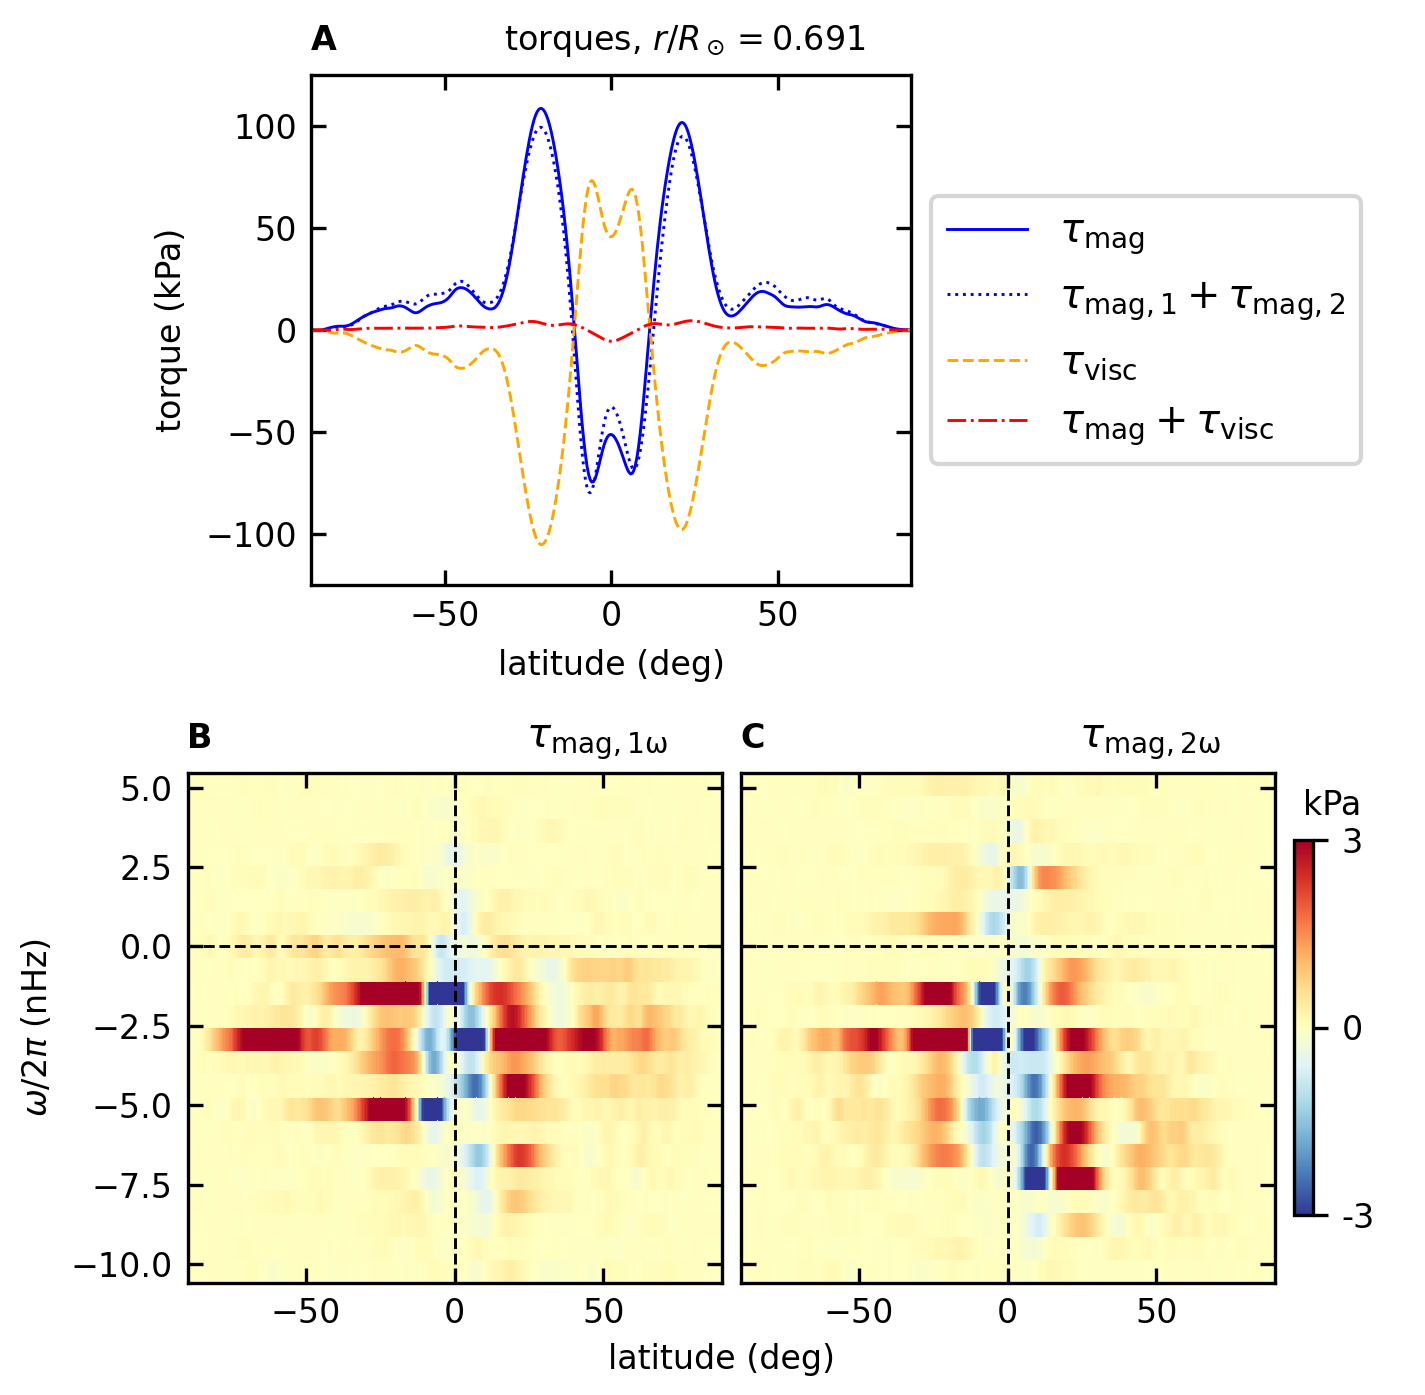 A torques, r/R⊙ = 0.691
100
50
0
−50
−100
torque (kPa)
−50 0 50
latitude (deg)
τmag
τmag, 1 + τmag, 2
τvisc
τmag + τvisc
B τmag, 1ω
C τmag, 2ω
5.0
2.5
0.0
−2.5
−5.0
−7.5
−10.0
ω/2π (nHz)
−50 0 50
−50 0 50
latitude (deg)
kPa
3
0
-3